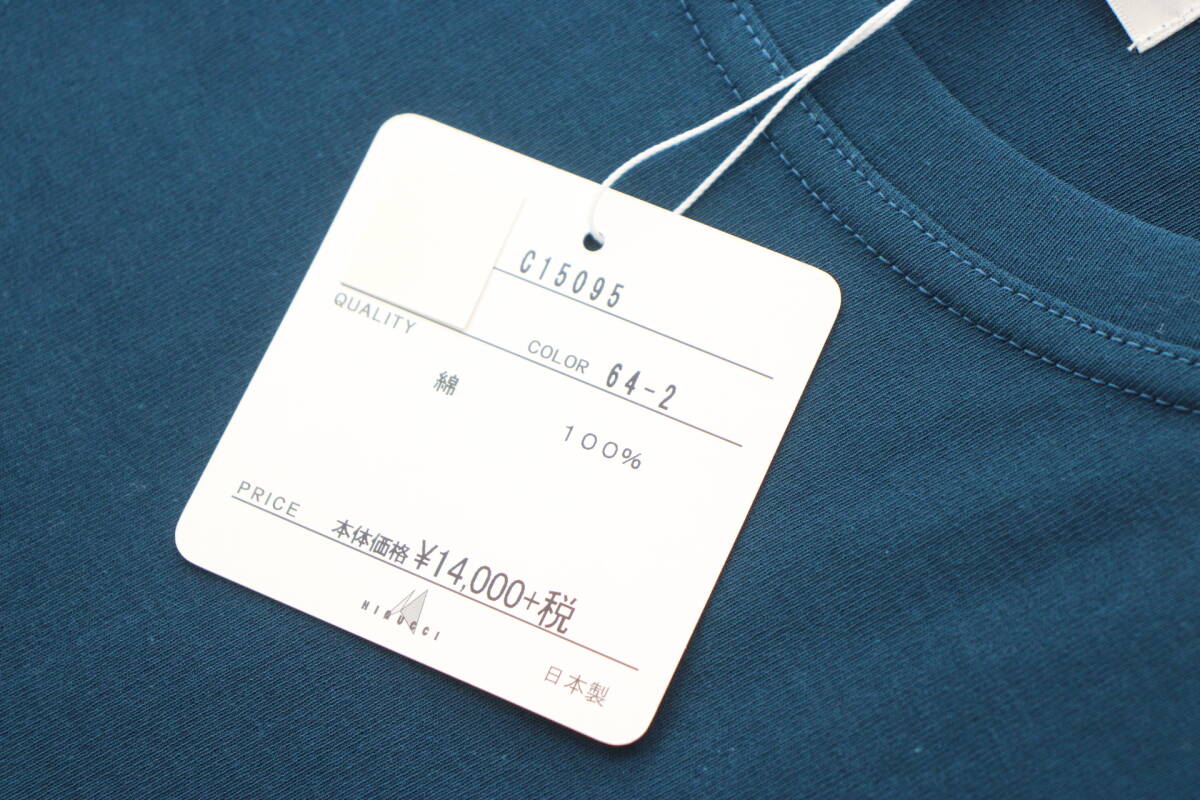 C15095
QUALITY
COLOR 64-2
綿 100%
PRICE 本体価格 ¥14,000+税
HIRUCCI
日本製